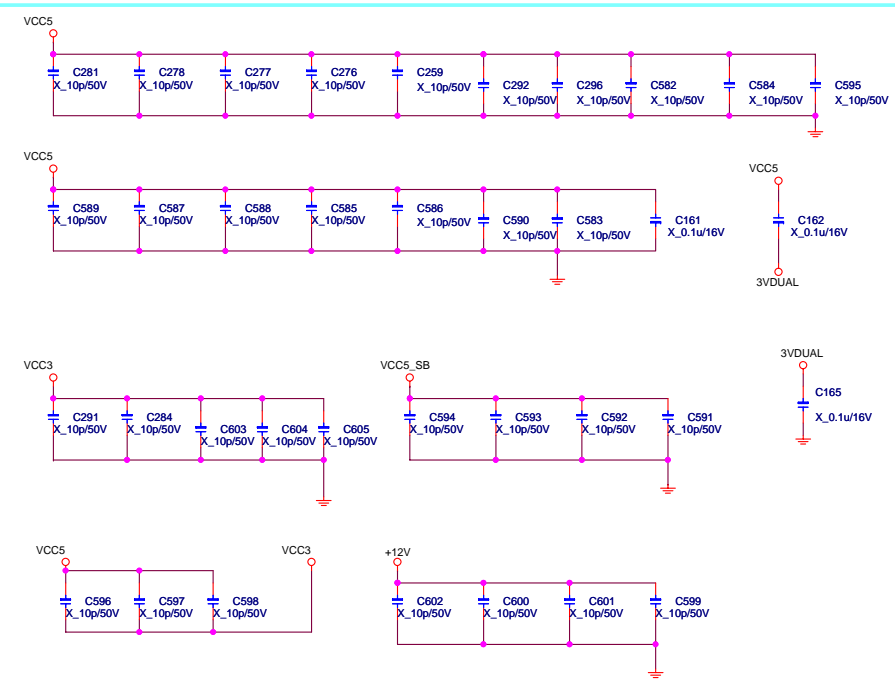 VCC5
C281 C278 C277 C276 C259 C292 C296 C582 C584 C595
X_10p/50V X_10p/50V X_10p/50V X_10p/50V X_10p/50V X_10p/50V X_10p/50V X_10p/50V X_10p/50V X_10p/50V
VCC5 VCC5
C589 C587 C588 C585 C586 C590 C583 C161 C162
X_10p/50V X_10p/50V X_10p/50V X_10p/50V X_10p/50V X_10p/50V X_10p/50V X_0.1u/16V X_0.1u/16V
3VDUAL
VCC3 VCC5_SB 3VDUAL
C291 C284 C603 C604 C605 C594 C593 C592 C591 C165
X_10p/50V X_10p/50V X_10p/50V X_10p/50V X_10p/50V X_10p/50V X_10p/50V X_10p/50V X_10p/50V X_0.1u/16V
VCC5 VCC3 +12V
C596 C597 C598 C602 C600 C601 C599
X_10p/50V X_10p/50V X_10p/50V X_10p/50V X_10p/50V X_10p/50V X_10p/50V